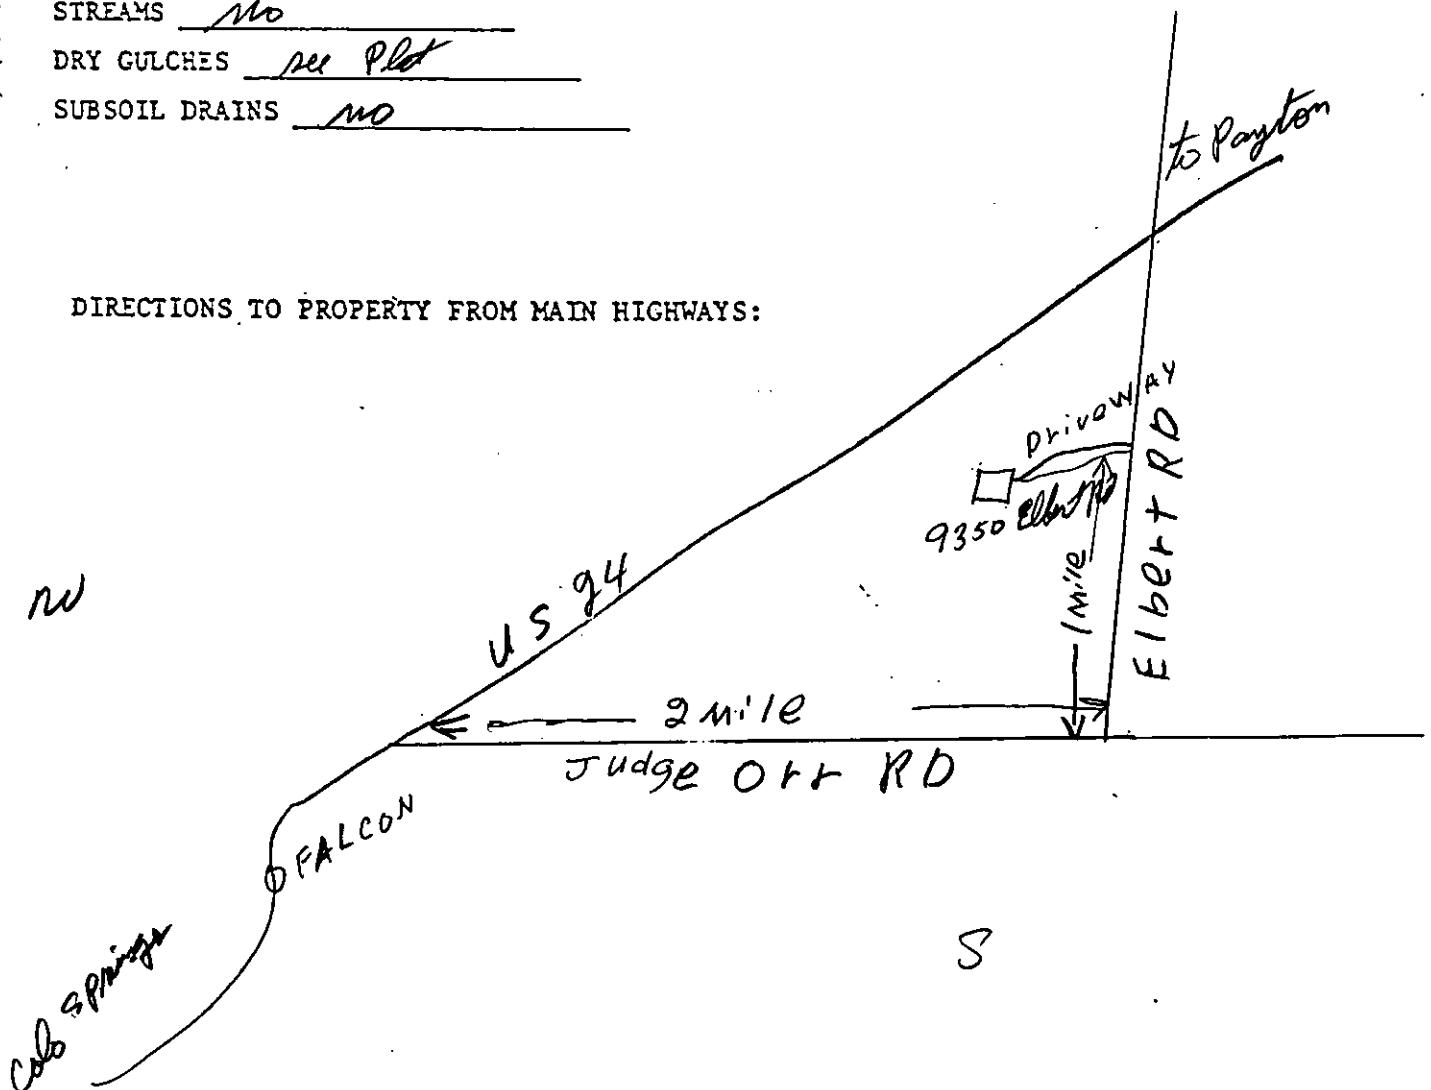 STREAMS no
DRY GULCHES see Plot
SUBSOIL DRAINS no
to Payton
DIRECTIONS TO PROPERTY FROM MAIN HIGHWAYS:
DriveWAY
9350 Elbert Rd
1 Mile
Elbert RD
US 24
2 Mile
Judge Orr RD
FALCON
Colo Springs
S